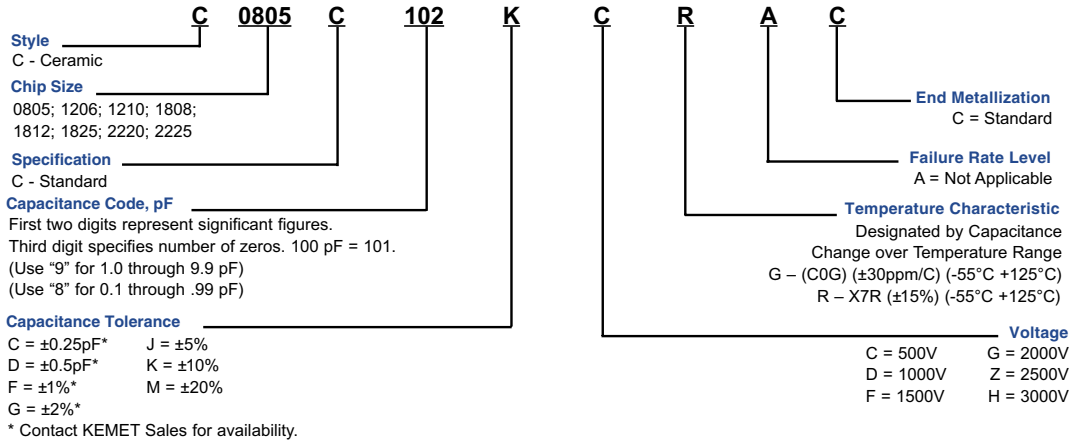 C 0805 C 102 K C R A C
Style
C - Ceramic
Chip Size
0805; 1206; 1210; 1808;
1812; 1825; 2220; 2225
Specification
C - Standard
Capacitance Code, pF
First two digits represent significant figures.
Third digit specifies number of zeros. 100 pF = 101.
(Use “9” for 1.0 through 9.9 pF)
(Use “8” for 0.1 through .99 pF)
Capacitance Tolerance
C = ±0.25pF* J = ±5%
D = ±0.5pF* K = ±10%
F = ±1%* M = ±20%
G = ±2%*
* Contact KEMET Sales for availability.
End Metallization
C = Standard
Failure Rate Level
A = Not Applicable
Temperature Characteristic
Designated by Capacitance
Change over Temperature Range
G – (C0G) (±30ppm/C) (-55°C +125°C)
R – X7R (±15%) (-55°C +125°C)
Voltage
C = 500V G = 2000V
D = 1000V Z = 2500V
F = 1500V H = 3000V